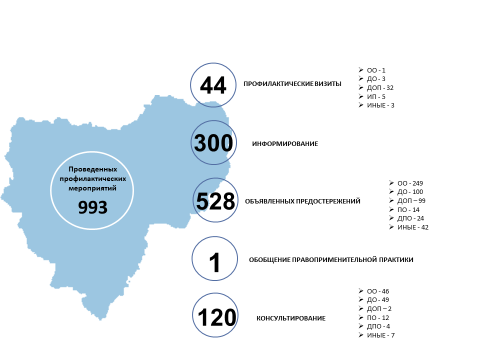 Проведенных
профилактических
мероприятий
993
44
ПРОФИЛАКТИЧЕСКИЕ ВИЗИТЫ
ОО - 1
ДО - 3
ДОП - 32
ИП - 5
ИНЫЕ - 3
300
ИНФОРМИРОВАНИЕ
528
ОБЪЯВЛЕННЫХ ПРЕДОСТЕРЕЖЕНИЙ
ОО - 249
ДО - 100
ДОП – 99
ПО - 14
ДПО - 24
ИНЫЕ - 42
1
ОБОБЩЕНИЕ ПРАВОПРИМЕНИТЕЛЬНОЙ ПРАКТИКИ
120
КОНСУЛЬТИРОВАНИЕ
ОО - 46
ДО - 49
ДОП – 2
ПО - 12
ДПО - 4
ИНЫЕ - 7